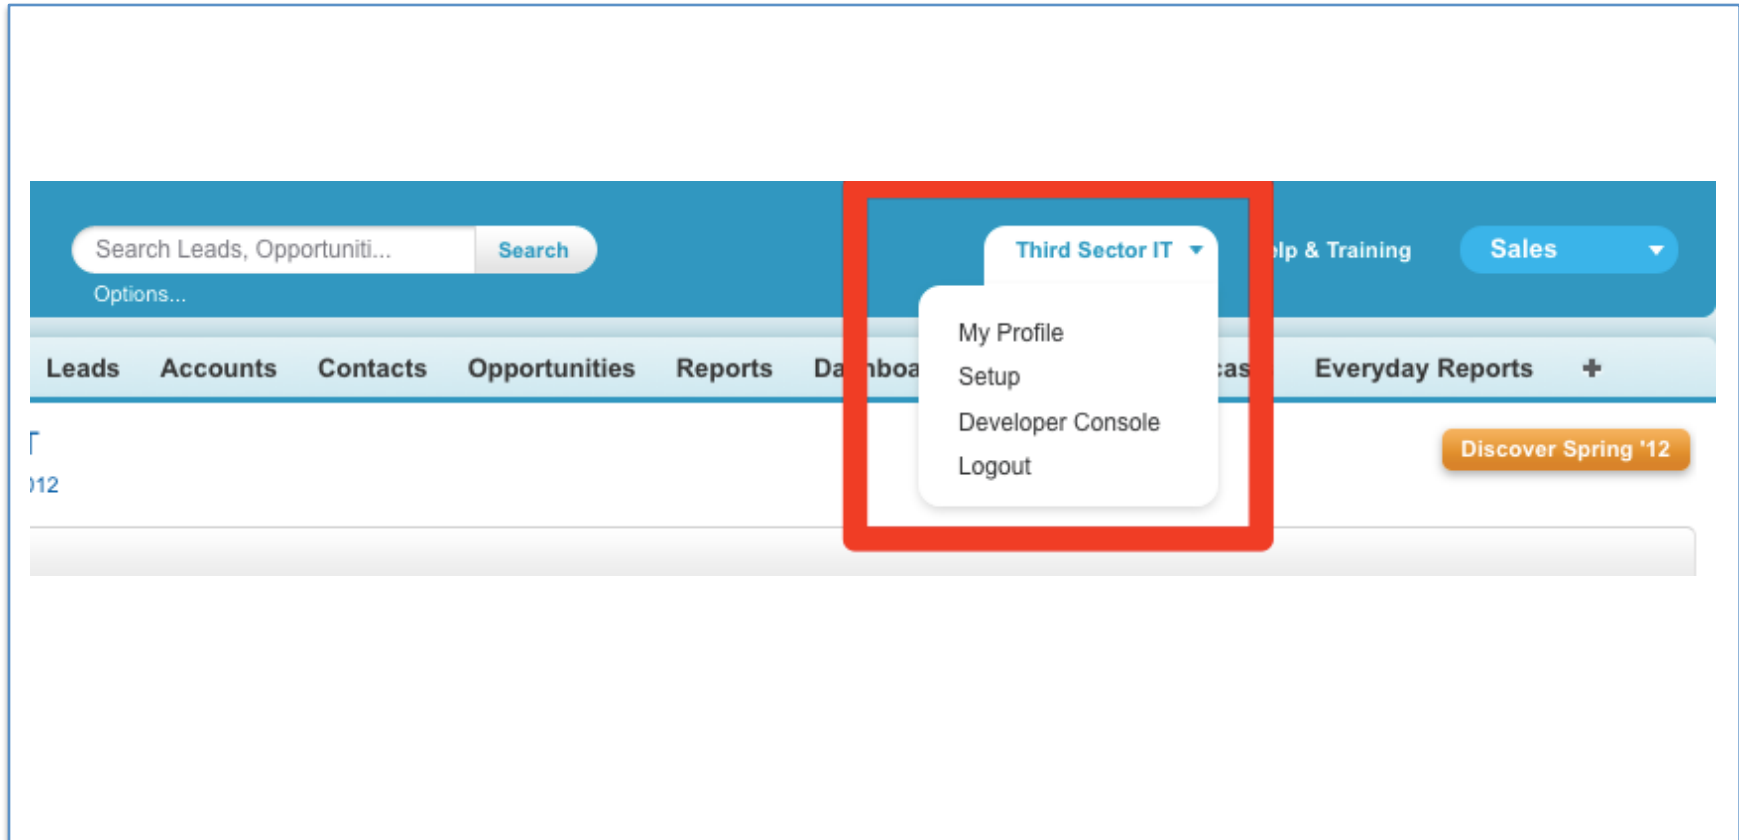 Search Leads, Opportuniti...
Search
Third Sector IT
& Training
Sales
Options...
My Profile
Setup
Developer Console
Logout
Leads Accounts Contacts Opportunities Reports Everyday Reports +
Discover Spring '12